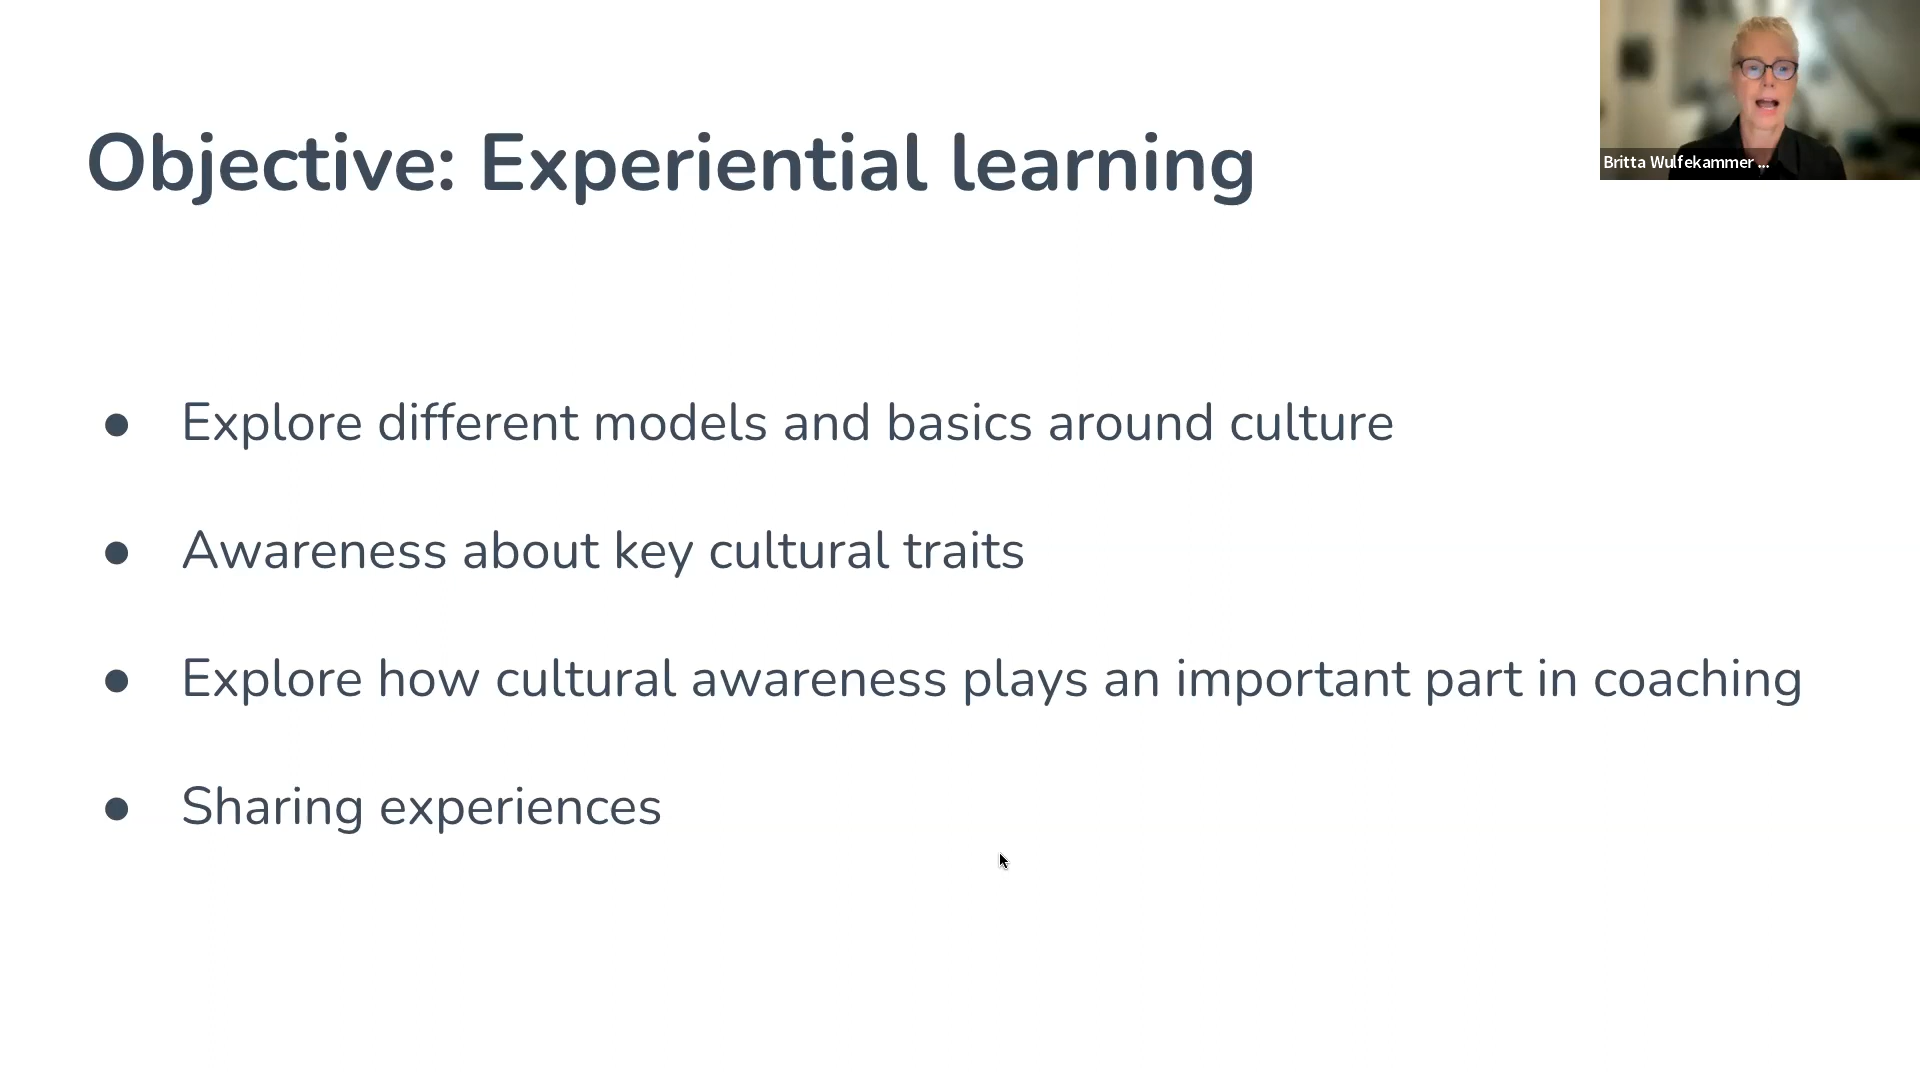 Objective: Experiential learning
Britta Wulfekammer ...
● Explore different models and basics around culture
● Awareness about key cultural traits
● Explore how cultural awareness plays an important part in coaching
● Sharing experiences